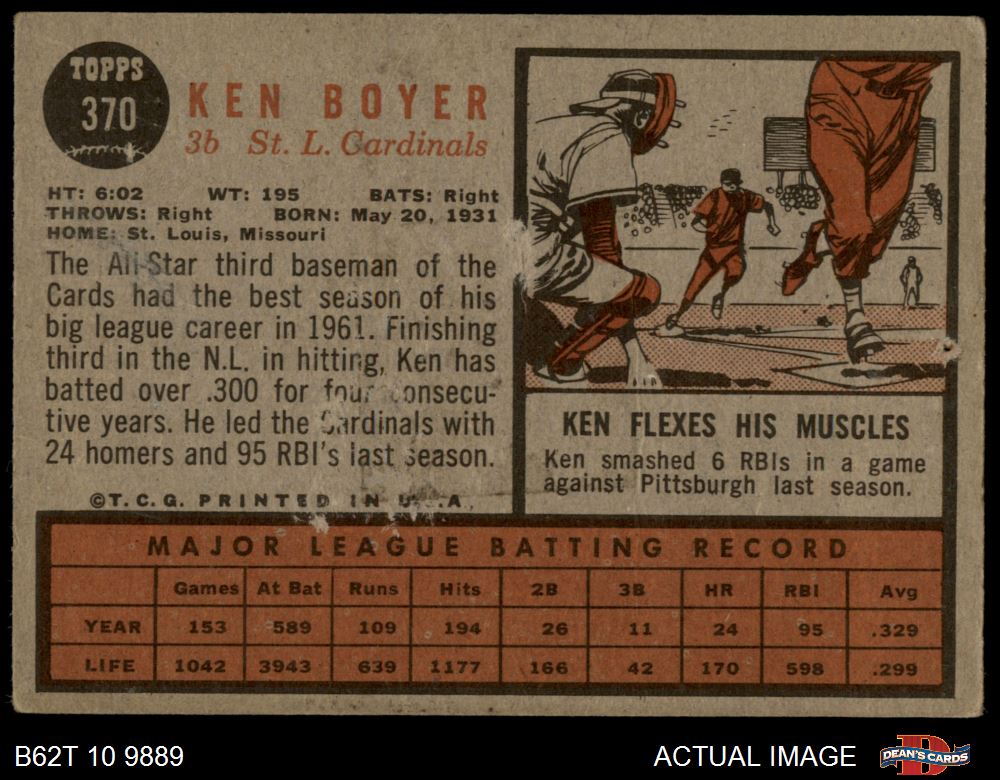 TOPPS
370
KEN BOYER
3b St. L. Cardinals
HT: 6:02 WT: 195 BATS: Right
THROWS: Right BORN: May 20, 1931
HOME: St. Louis, Missouri
The All-Star third baseman of the
Cards had the best season of his
big league career in 1961. Finishing
third in the N.L. in hitting, Ken has
batted over .300 for four consecu-
tive years. He led the Cardinals with
24 homers and 95 RBI's last season.
©T.C.G. PRINTED IN U.S.A.
KEN FLEXES HIS MUSCLES
Ken smashed 6 RBIs in a game
against Pittsburgh last season.
MAJOR LEAGUE BATTING RECORD
Games At Bat Runs Hits 2B 3B HR RBI Avg
YEAR 153 589 109 194 26 11 24 95 .329
LIFE 1042 3943 639 1177 166 42 170 598 .299
B62T 10 9889 ACTUAL IMAGE DEAN'S CARDS